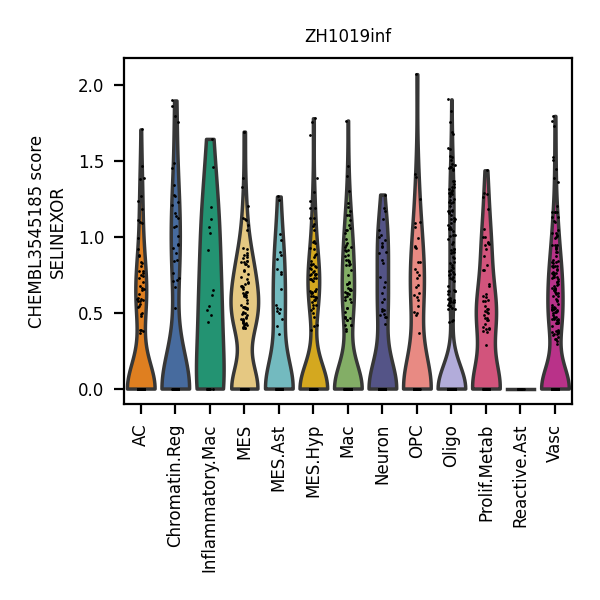 ZH1019inf
CHEMBL3545185 score
SELINEXOR
2.0
1.5
1.0
0.5
0.0
AC
Chromatin.Reg
Inflammatory.Mac
MES
MES.Ast
MES.Hyp
Mac
Neuron
OPC
Oligo
Prolif.Metab
Reactive.Ast
Vasc